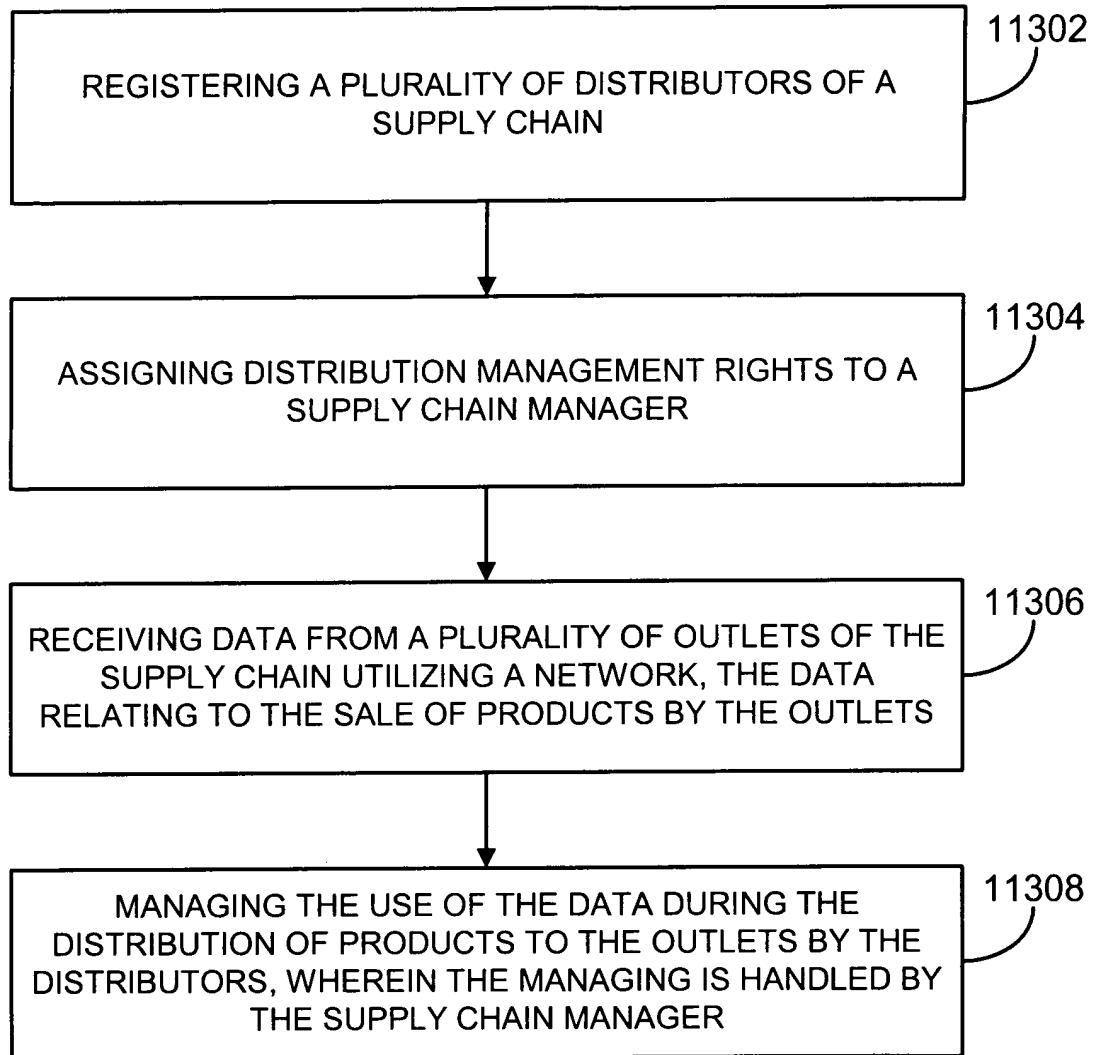 11302
REGISTERING A PLURALITY OF DISTRIBUTORS OF A
SUPPLY CHAIN
11304
ASSIGNING DISTRIBUTION MANAGEMENT RIGHTS TO A
SUPPLY CHAIN MANAGER
11306
RECEIVING DATA FROM A PLURALITY OF OUTLETS OF THE
SUPPLY CHAIN UTILIZING A NETWORK, THE DATA
RELATING TO THE SALE OF PRODUCTS BY THE OUTLETS
11308
MANAGING THE USE OF THE DATA DURING THE
DISTRIBUTION OF PRODUCTS TO THE OUTLETS BY THE
DISTRIBUTORS, WHEREIN THE MANAGING IS HANDLED BY
THE SUPPLY CHAIN MANAGER